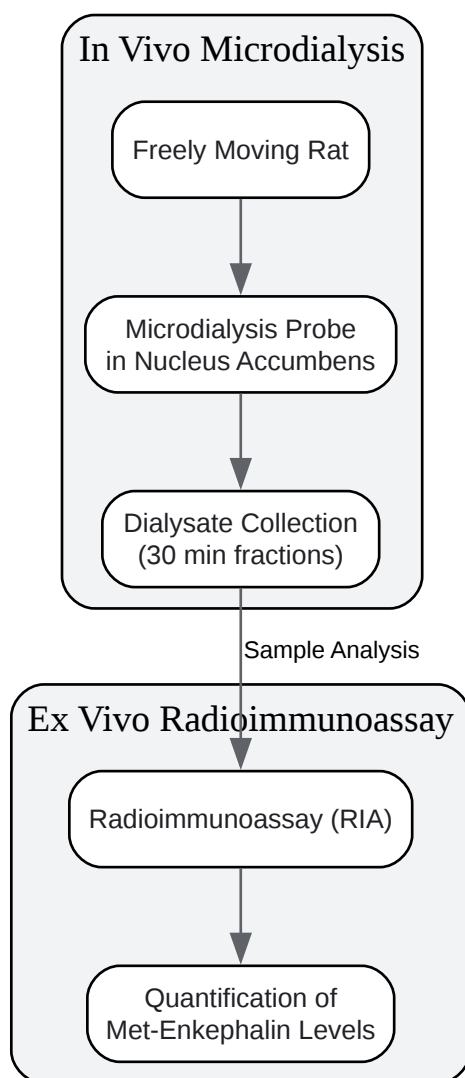 In Vivo Microdialysis
Freely Moving Rat
Microdialysis Probe
in Nucleus Accumbens
Dialysate Collection
(30 min fractions)
Sample Analysis
Ex Vivo Radioimmunoassay
Radioimmunoassay (RIA)
Quantification of
Met-Enkephalin Levels